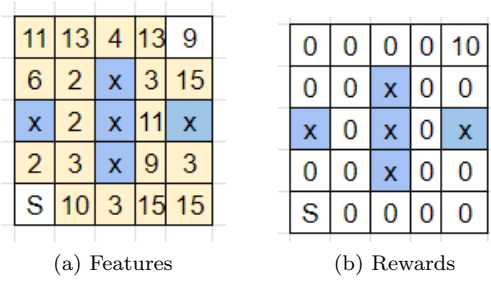 11 13 4 13 9
6 2 x 3 15
x 2 x 11 x
2 3 x 9 3
S 10 3 15 15
(a) Features
0 0 0 0 10
0 0 x 0 0
x 0 x 0 x
0 0 x 0 0
S 0 0 0 0
(b) Rewards